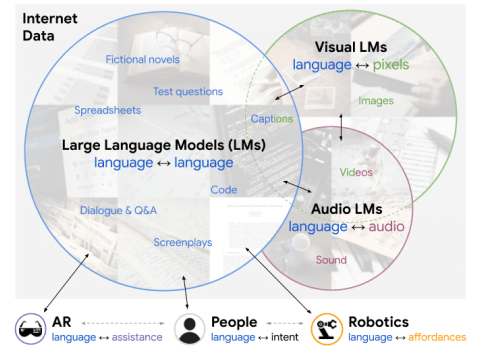 Internet
Data
Fictional novels
Test questions
Spreadsheets
Large Language Models (LMs)
language ↔ language
Code
Dialogue & Q&A
Screenplays
Captions
Visual LMs
language ↔ pixels
Images
Videos
Audio LMs
language ↔ audio
Sound
AR
language ↔ assistance
People
language ↔ intent
Robotics
language ↔ affordances